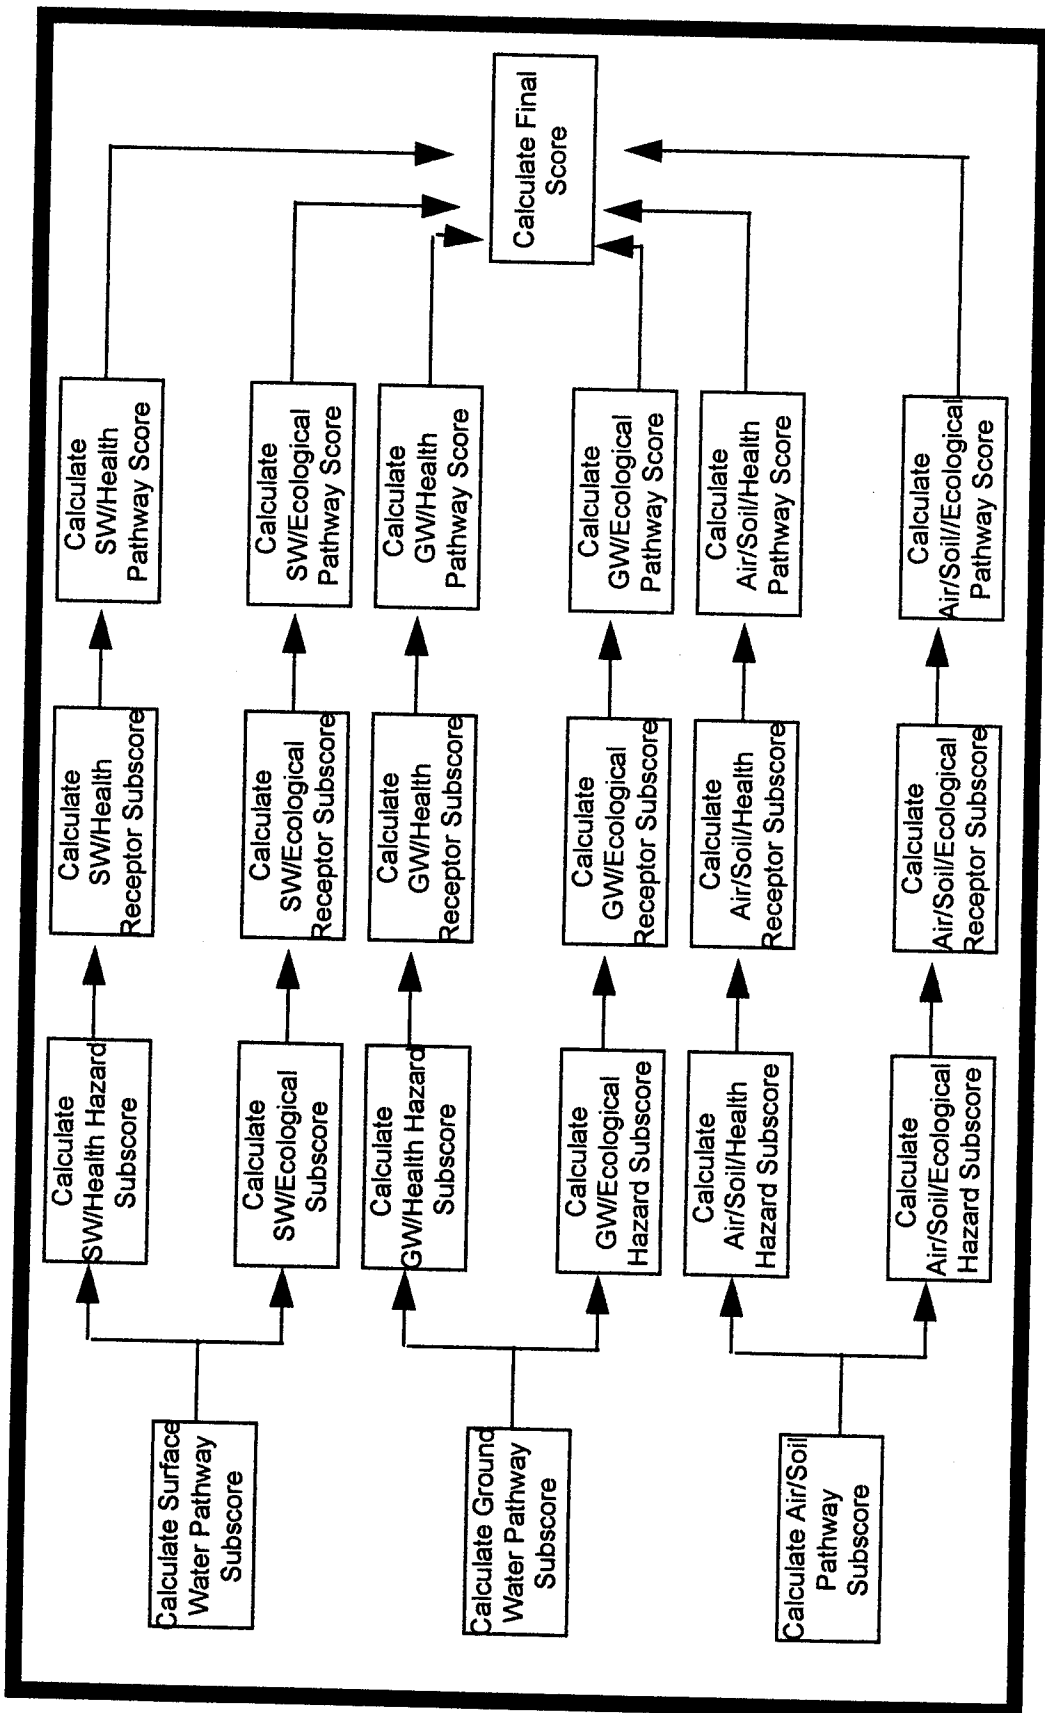 Calculate Surface
Water Pathway
Subscore
Calculate Ground
Water Pathway
Subscore
Calculate Air/Soil
Pathway
Subscore
Calculate
SW/Health Hazard
Subscore
Calculate
SW/Ecological
Subscore
Calculate
GW/Health Hazard
Subscore
Calculate
GW/Ecological
Hazard Subscore
Calculate
Air/Soil/Health
Hazard Subscore
Calculate
Air/Soil/Ecological
Hazard Subscore
Calculate
SW/Health
Receptor Subscore
Calculate
SW/Ecological
Receptor Subscore
Calculate
GW/Health
Receptor Subscore
Calculate
GW/Ecological
Receptor Subscore
Calculate
Air/Soil/Health
Receptor Subscore
Calculate
Air/Soil/Ecological
Receptor Subscore
Calculate
SW/Health
Pathway Score
Calculate
SW/Ecological
Pathway Score
Calculate
GW/Health
Pathway Score
Calculate
GW/Ecological
Pathway Score
Calculate
Air/Soil//Health
Pathway Score
Calculate
Air/Soil//Ecological
Pathway Score
Calculate Final
Score